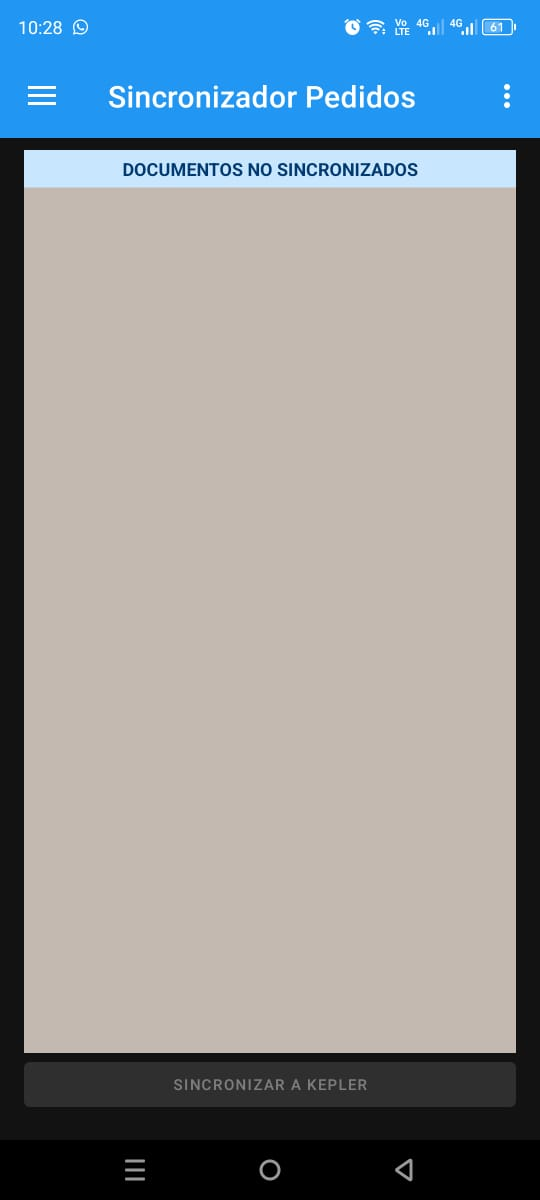 10:28 Vo LTE 4G 4G 61
Sincronizador Pedidos
DOCUMENTOS NO SINCRONIZADOS
SINCRONIZAR A KEPLER